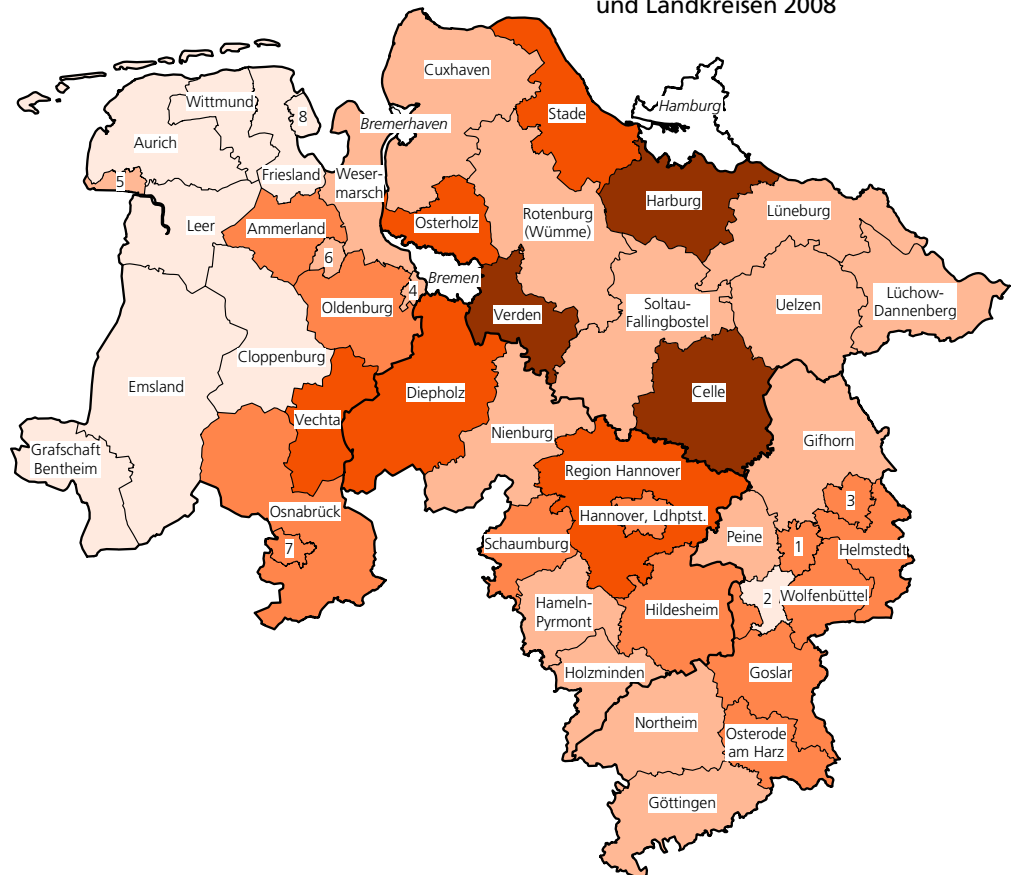 und Landkreisen 2008
Cuxhaven
Wittmund
8
Stade
Hamburg
Bremerhaven
Aurich
Friesland
Weser-
marsch
5
Harburg
Leer
Ammerland
Osterholz
Rotenburg
(Wümme)
Lüneburg
6
Bremen
4
Oldenburg
Verden
Soltau-
Fallingbostel
Uelzen
Lüchow-
Dannenberg
Cloppenburg
Emsland
Diepholz
Celle
Vechta
Nienburg
Gifhorn
Grafschaft
Bentheim
Region Hannover
3
Osnabrück
Hannover, Ldhptst.
Peine
7
Schaumburg
1
Helmstedt
2
Wolfenbüttel
Hameln-
Pyrmont
Hildesheim
Holzminden
Goslar
Northeim
Osterode
am Harz
Göttingen